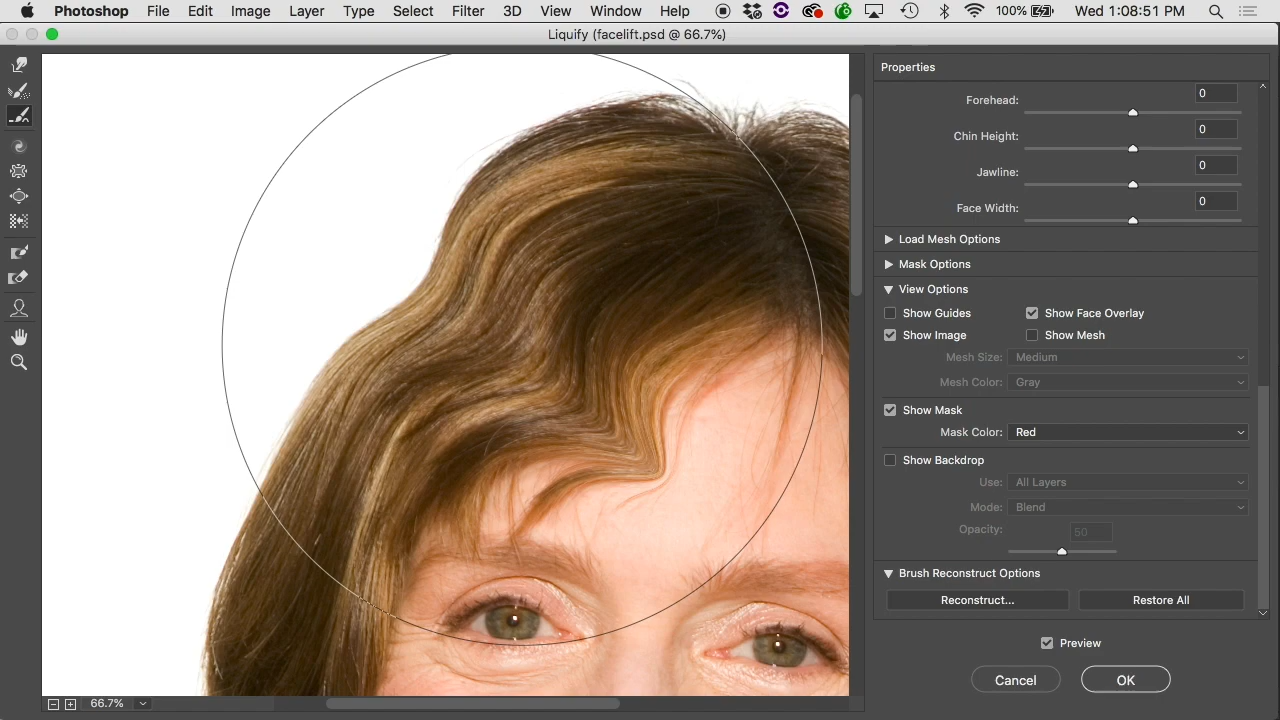 Photoshop File Edit Image Layer Type Select Filter 3D View Window Help 100% Wed 1:08:51 PM
Liquify (facelift.psd @ 66.7%)
Properties
Forehead: 0
Chin Height: 0
Jawline: 0
Face Width: 0
Load Mesh Options
Mask Options
View Options
Show Guides Show Face Overlay
Show Image Show Mesh
Mesh Size: Medium
Mesh Color: Gray
Show Mask
Mask Color: Red
Show Backdrop
Use: All Layers
Mode: Blend
Opacity: 50
Brush Reconstruct Options
Reconstruct... Restore All
Preview
Cancel OK
66.7%